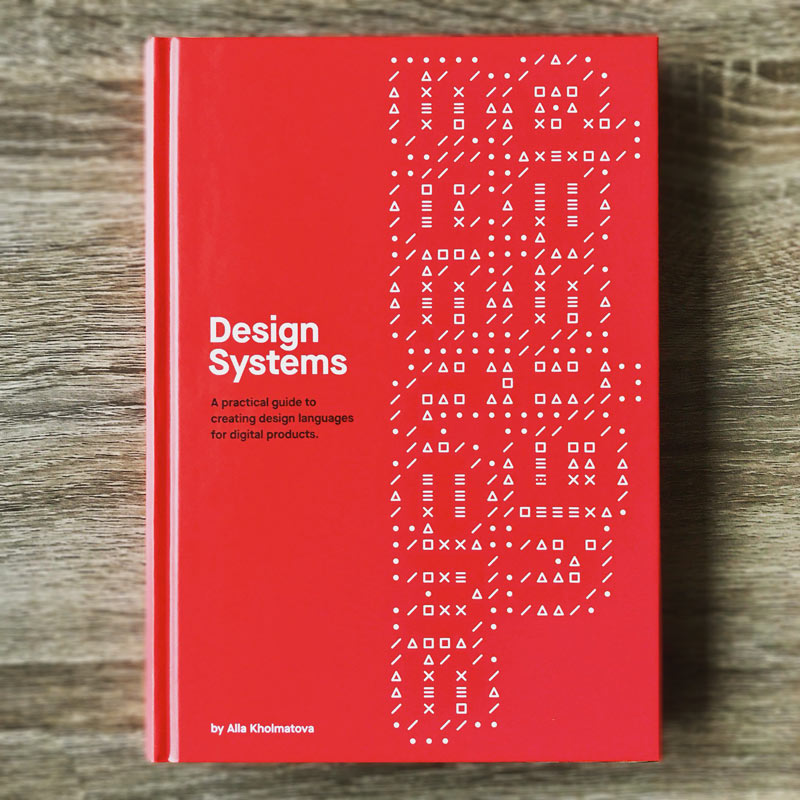 Design
Systems
A practical guide to
creating design languages
for digital products.
by Alla Kholmatova